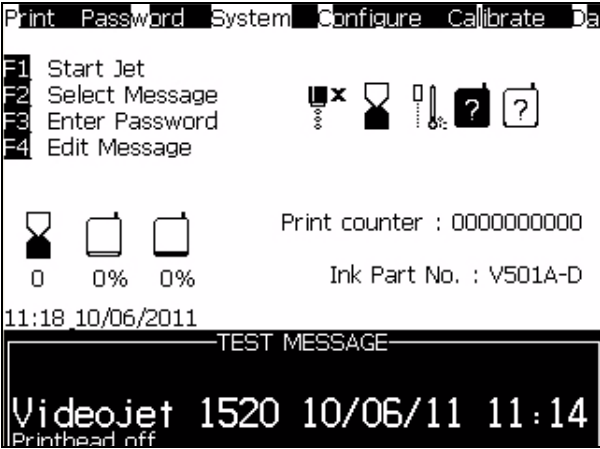 Print Password System Configure Calibrate Da
F1 Start Jet
F2 Select Message
F3 Enter Password
F4 Edit Message
? ?
Print counter : 0000000000
0 0% 0% Ink Part No. : V501A-D
11:18 10/06/2011
TEST MESSAGE
Videojet 1520 10/06/11 11:14
Printhead off